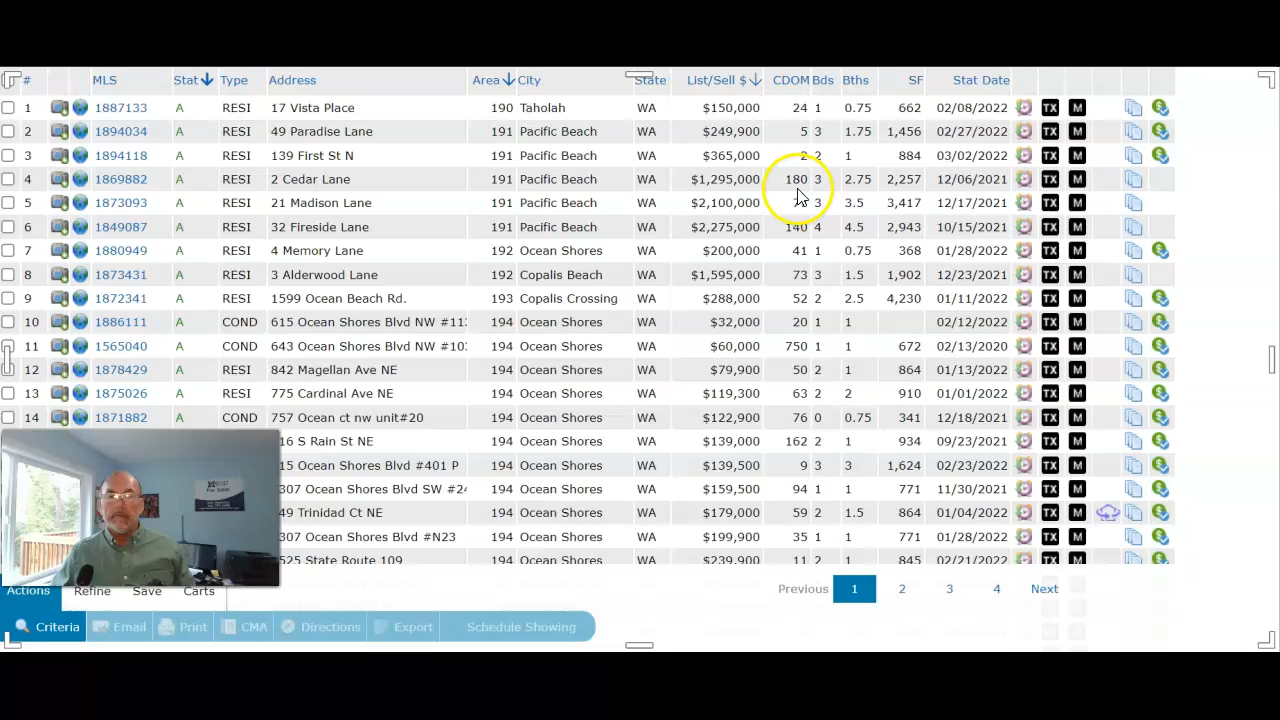 # MLS Stat Type Address Area City State List/Sell $ CDOM Bds Bths SF Stat Date
1 1887133 A RESI 17 Vista Place 190 Taholah WA $150,000 24 1 0.75 662 02/08/2022 TX M
2 1894034 A RESI 49 Paradise Lane 191 Pacific Beach WA $249,900 5 3 1.75 1,456 02/27/2022 TX M
3 1894118 A RESI 139 First St N 191 Pacific Beach WA $365,000 2 2 1 884 03/02/2022 TX M
4 1869882 A RESI 2 Cedar Lane 191 Pacific Beach WA $1,295,000 180 3 2.75 2,257 12/06/2021 TX M
5 1873093 A RESI 21 Madison Lane 191 Pacific Beach WA $2,100,000 3 3.5 3,417 12/17/2021 TX M
6 1849087 A RESI 32 Fireside Lane 191 Pacific Beach WA $2,275,000 140 4 4.5 2,943 10/15/2021 TX M
7 1880949 A RESI 4 Memory Lane 192 Ocean Shores WA $200,000 41 1 0.75 368 01/28/2022 TX M
8 1873431 A RESI 3 Alderwood Lane 192 Copalis Beach WA $1,595,000 73 3 1.5 1,902 12/23/2021 TX M
9 1872341 A RESI 1599 Ocean Beach Rd. 193 Copalis Crossing WA $288,000 52 2 2.5 4,230 01/11/2022 TX M
10 1886111 A COND 615 Ocean Shores Blvd NW #113 194 Ocean Shores WA $32,000 20 1 1 02/12/2022 TX M
11 1565040 A COND 643 Ocean Shores Blvd NW #10 194 Ocean Shores WA $60,000 750 1 1 672 02/13/2020 TX M
12 1878429 A RESI 842 Magellan Ave NE 194 Ocean Shores WA $79,900 50 2 1 864 01/13/2022 TX M
13 1875026 A RESI 775 Cardinal Ave NE 194 Ocean Shores WA $119,300 63 2 2 910 01/01/2022 TX M
14 1871882 A COND 757 Ocean ct nw unit#20 194 Ocean Shores WA $122,900 76 0 0.75 341 12/18/2021 TX M
16 S Rain St NE 194 Ocean Shores WA $139,000 162 2 1 934 09/23/2021 TX M
15 Ocean Shores Blvd #401 P 194 Ocean Shores WA $139,500 9 3 3 1,624 02/23/2022 TX M
307 Ocean Shores Blvd SW #24 194 Ocean Shores WA $159,500 94 1 1 11/30/2021 TX M
49 Trinidad Ct NE 194 Ocean Shores WA $179,000 59 2 1.5 864 01/04/2022 TX M
307 Ocean Shores Blvd #N23 194 Ocean Shores WA $199,900 35 1 1 771 01/28/2022 TX M
525 State Route 109 194 Ocean Shores WA $239,900 11 2 1 845 02/21/2022 TX M
Actions Refine Save Carts Previous 1 2 3 4 Next
Criteria Email Print CMA Directions Export Schedule Showing